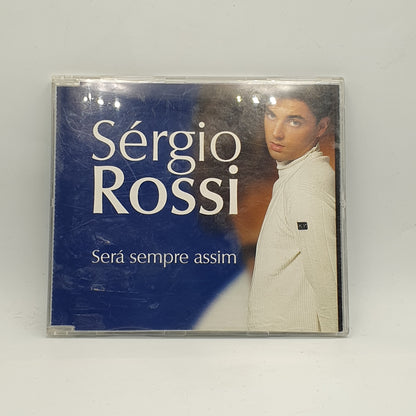 Sérgio
Rossi
Será sempre assim